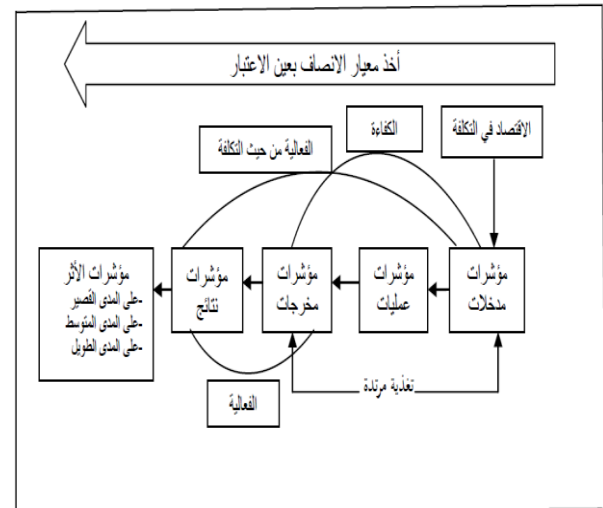 أخذ معيار الانصاف بعين الاعتبار
الاقتصاد في التكلفة
الكفاءة
الفعالية من حيث التكلفة
مؤشرات
مدخلات
مؤشرات
عمليات
مؤشرات
مخرجات
مؤشرات
نتائج
مؤشرات الأثر
-على المدى القصير
-على المدى المتوسط
-على المدى الطويل
تغذية مرتدة
الفعالية